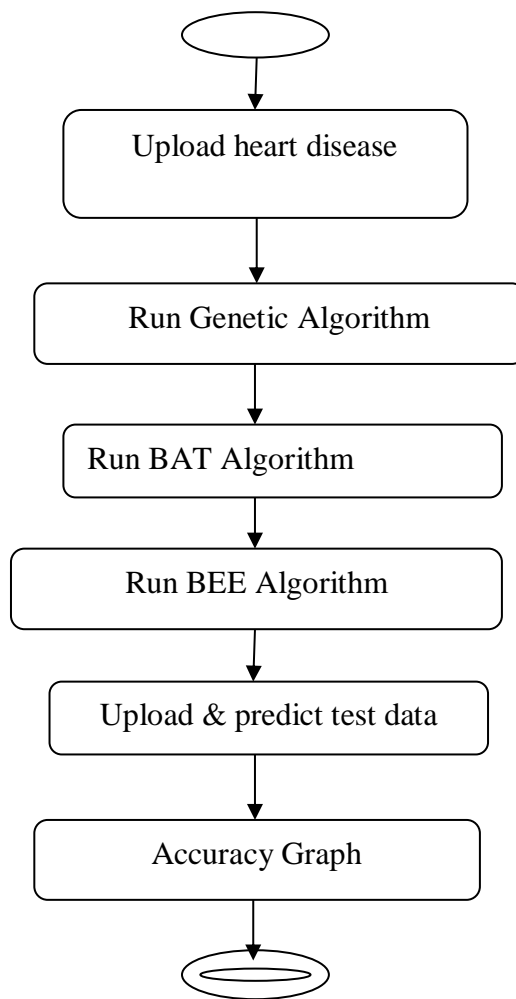 Upload heart disease
Run Genetic Algorithm
Run BAT Algorithm
Run BEE Algorithm
Upload & predict test data
Accuracy Graph